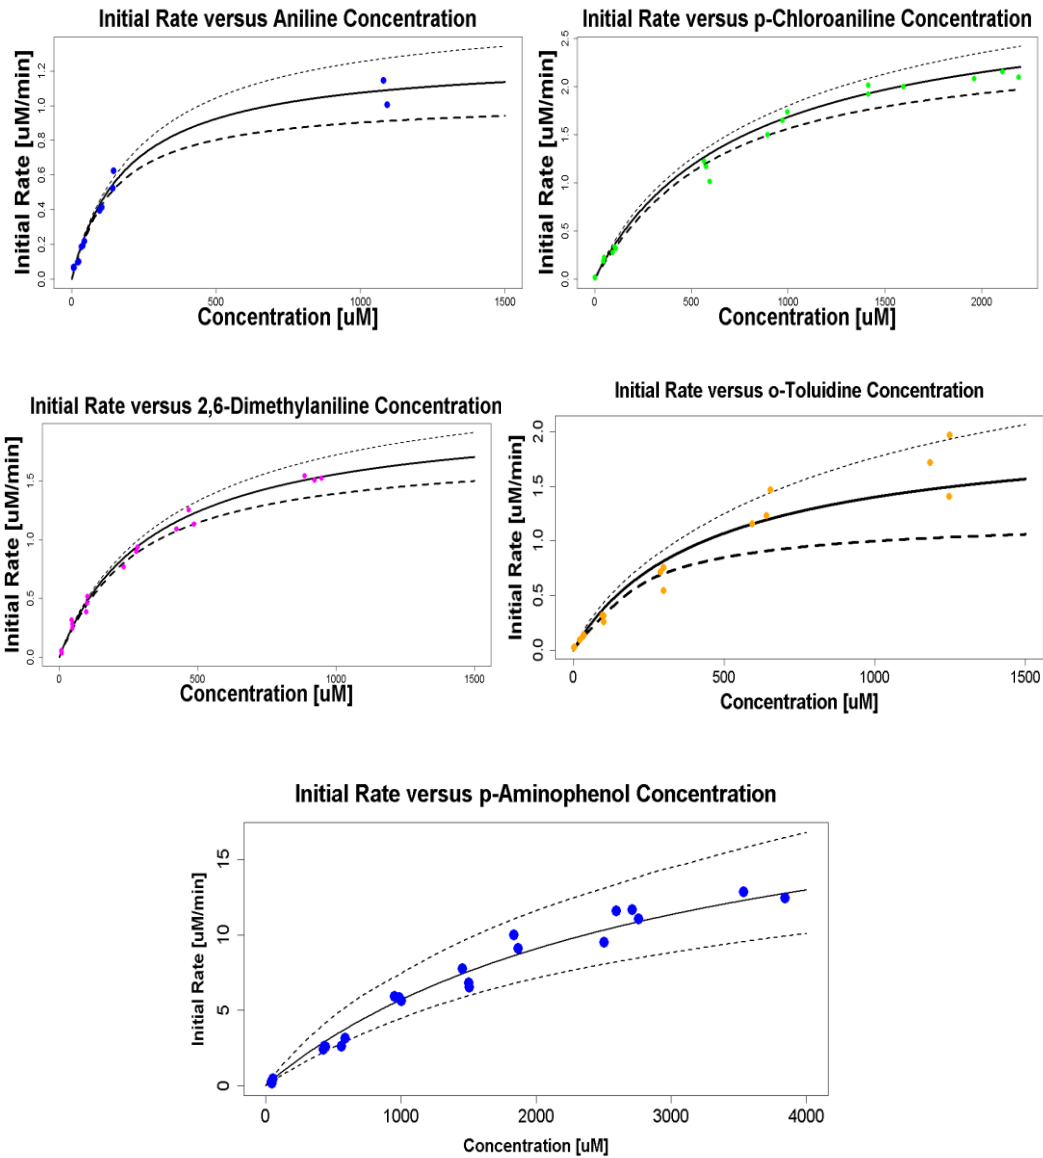 Initial Rate versus Aniline Concentration
Initial Rate [uM/min]
0.0 0.2 0.4 0.6 0.8 1.0 1.2
0 500 1000 1500
Concentration [uM]
Initial Rate versus p-Chloroaniline Concentration
Initial Rate [uM/min]
0.0 0.5 1.0 1.5 2.0 2.5
0 500 1000 1500 2000
Concentration [uM]
Initial Rate versus 2,6-Dimethylaniline Concentration
Initial Rate [uM/min]
0.0 0.5 1.0 1.5
0 500 1000 1500
Concentration [uM]
Initial Rate versus o-Toluidine Concentration
Initial Rate [uM/min]
0.0 0.5 1.0 1.5 2.0
0 500 1000 1500
Concentration [uM]
Initial Rate versus p-Aminophenol Concentration
Initial Rate [uM/min]
0 5 10 15
0 1000 2000 3000 4000
Concentration [uM]